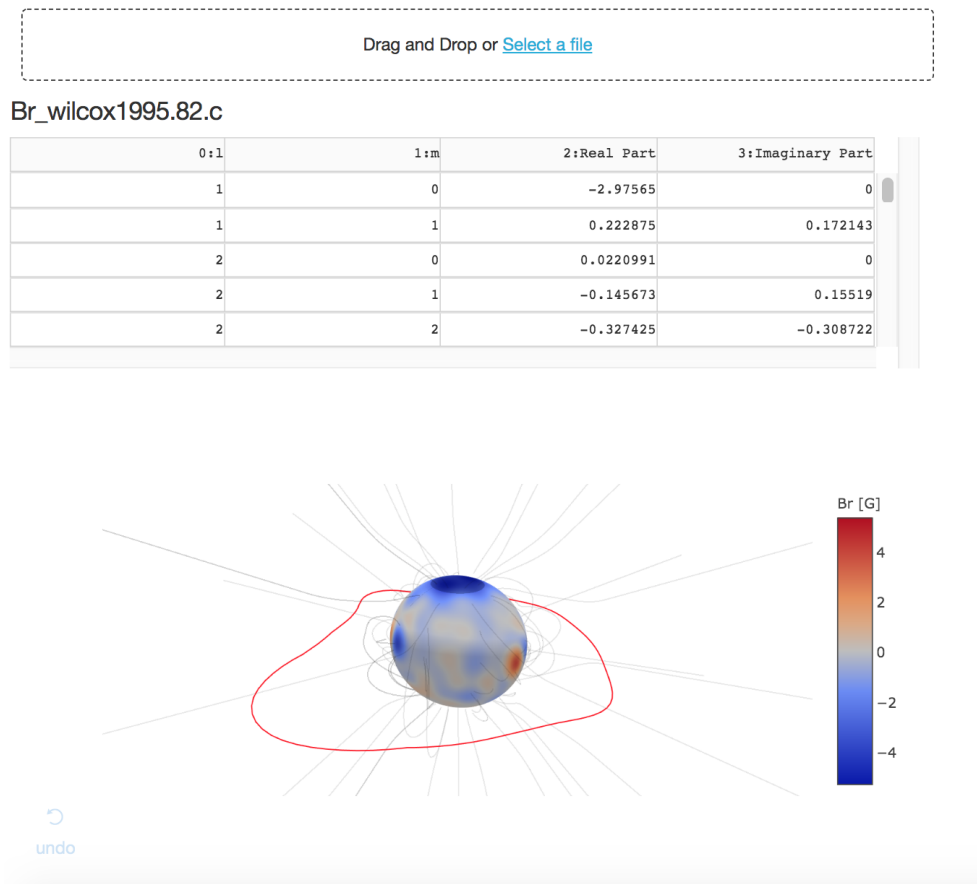 Drag and Drop or Select a file
Br_wilcox1995.82.c
0:l 1:m 2:Real Part 3:Imaginary Part
1 0 -2.97565 0
1 1 0.222875 0.172143
2 0 0.0220991 0
2 1 -0.145673 0.15519
2 2 -0.327425 -0.308722
Br [G]
4
2
0
−2
−4
undo